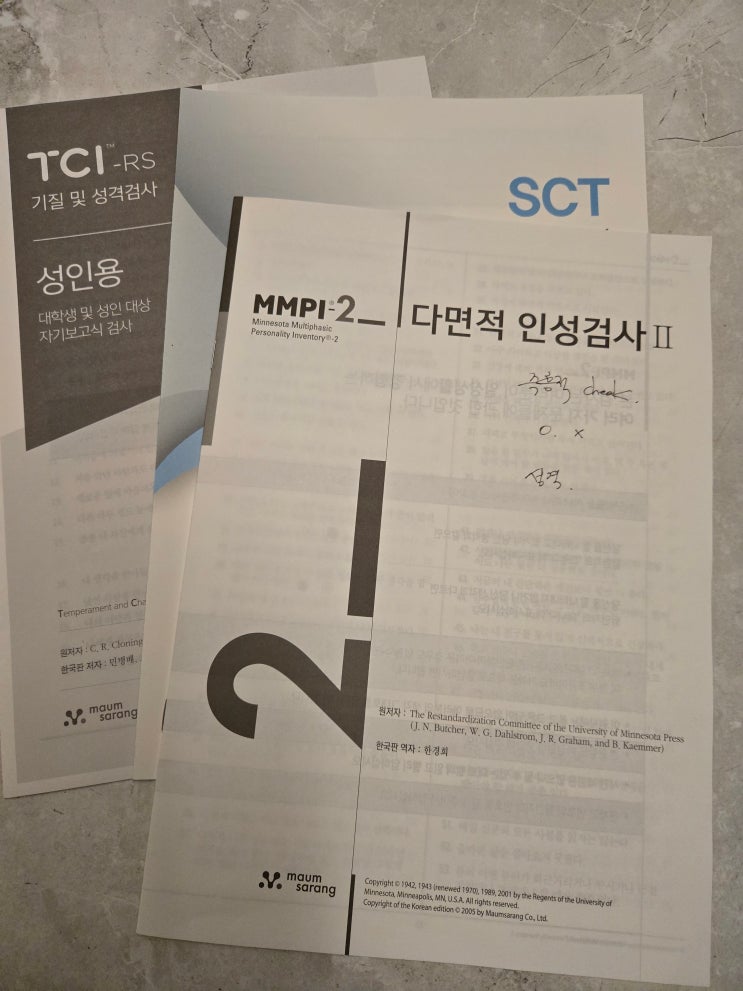 TCI™-RS
기질 및 성격검사
성인용
대학생 및 성인 대상
자기보고식 검사
Temperament and Cha
원저자 : C. R. Cloning
한국판 저자 : 민병배,
maum
sarang
SCT
MMPI®-2
Minnesota Multiphasic
Personality Inventory®-2
다면적 인성검사 II
즉흥적 check.
O. x
성격.
2
원저자 : The Restandardization Committee of the University of Minnesota Press
(J. N. Butcher, W. G. Dahlstrom, J. R. Graham, and B. Kaemmer)
한국판 역자 : 한경희
maum
sarang
Copyright © 1942, 1943 (renewed 1970), 1989, 2001 by the Regents of the University of
Minnesota, Minneapolis, MN, U.S.A. All rights reserved.
Copyright of the Korean edition © 2005 by Maumsarang Co., Ltd.